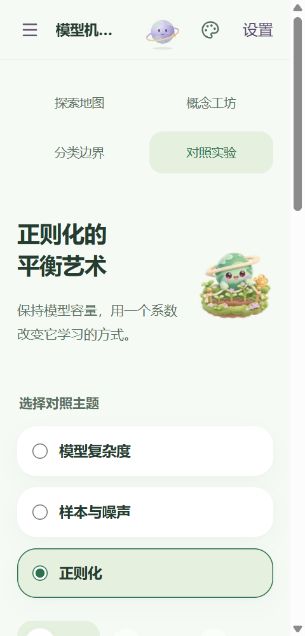 模型机...
设置
探索地图
概念工坊
分类边界
对照实验
正则化的
平衡艺术
保持模型容量，用一个系数
改变它学习的方式。
选择对照主题
模型复杂度
样本与噪声
正则化